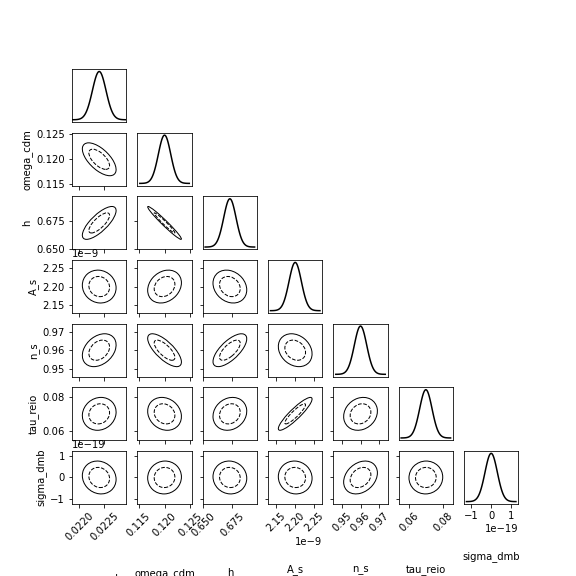 omega_cdm
0.125
0.120
0.115
h
0.675
0.650
1e-9
A_s
2.25
2.20
2.15
n_s
0.97
0.96
0.95
tau_reio
0.08
0.06
1e-19
sigma_dmb
1
0
−1
0.0220 0.0225 0.115 0.120 0.125 0.650 0.675 2.15 2.20 2.25 0.95 0.96 0.97 0.06 0.08 −1 0 1
1e-9 1e-19
sigma_dmb
omega_cdm h A_s n_s tau_reio